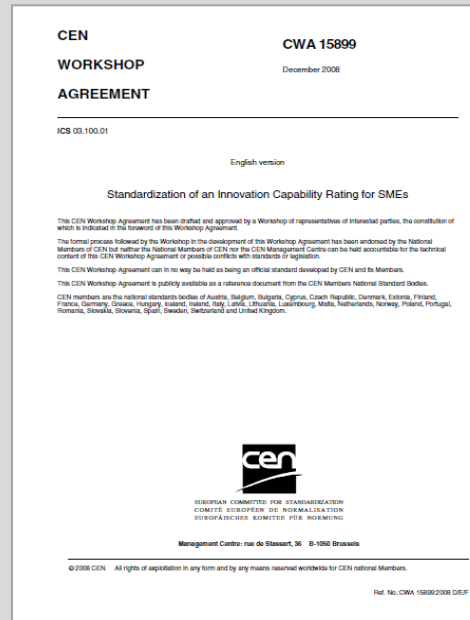 CEN
WORKSHOP
AGREEMENT
CWA 15899
December 2008
ICS 03.100.01
English version
Standardization of an Innovation Capability Rating for SMEs
This CEN Workshop Agreement has been drafted and approved by a Workshop of representatives of interested parties, the constitution of
which is indicated in the foreword of this Workshop Agreement.
The formal process followed by the Workshop in the development of this Workshop Agreement has been endorsed by the National
Members of CEN but neither the National Members of CEN nor the CEN Management Centre can be held accountable for the technical
content of this CEN Workshop Agreement or possible conflicts with standards or legislation.
This CEN Workshop Agreement can in no way be held as being an official standard developed by CEN and its Members.
This CEN Workshop Agreement is publicly available as a reference document from the CEN Members National Standard Bodies.
CEN members are the national standards bodies of Austria, Belgium, Bulgaria, Cyprus, Czech Republic, Denmark, Estonia, Finland,
France, Germany, Greece, Hungary, Iceland, Ireland, Italy, Latvia, Lithuania, Luxembourg, Malta, Netherlands, Norway, Poland, Portugal,
Romania, Slovakia, Slovenia, Spain, Sweden, Switzerland and United Kingdom.
cen
EUROPEAN COMMITTEE FOR STANDARDIZATION
COMITÉ EUROPÉEN DE NORMALISATION
EUROPÄISCHES KOMITEE FÜR NORMUNG
Management Centre: rue de Stassart, 36 B-1050 Brussels
© 2008 CEN All rights of exploitation in any form and by any means reserved worldwide for CEN national Members.
Ref. No.:CWA 15899:2008 D/E/F